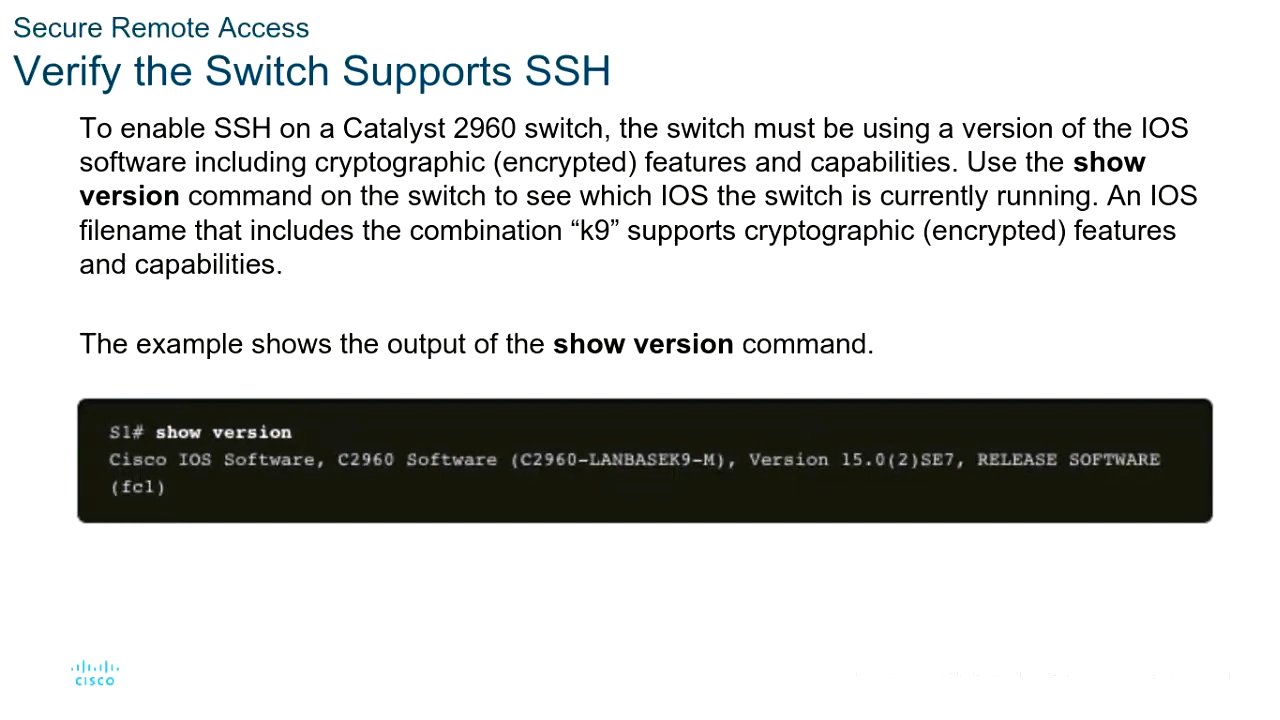 Secure Remote Access
Verify the Switch Supports SSH
To enable SSH on a Catalyst 2960 switch, the switch must be using a version of the IOS
software including cryptographic (encrypted) features and capabilities. Use the show
version command on the switch to see which IOS the switch is currently running. An IOS
filename that includes the combination “k9” supports cryptographic (encrypted) features
and capabilities.
The example shows the output of the show version command.
S1# show version
Cisco IOS Software, C2960 Software (C2960-LANBASEK9-M), Version 15.0(2)SE7, RELEASE SOFTWARE
(fc1)
CISCO